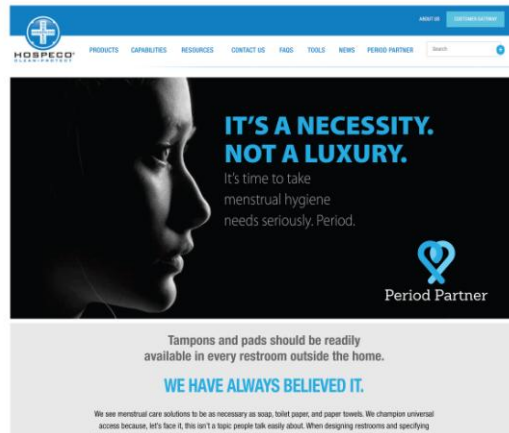 ABOUT US
CUSTOMER GATEWAY
HOSPECO®
CLEAN+PROTECT
PRODUCTS
CAPABILITIES
RESOURCES
CONTACT US
FAQS
TOOLS
NEWS
PERIOD PARTNER
Search
IT'S A NECESSITY.
NOT A LUXURY.
It's time to take
menstrual hygiene
needs seriously. Period.
Period Partner
Tampons and pads should be readily
available in every restroom outside the home.
WE HAVE ALWAYS BELIEVED IT.
We see menstrual care solutions to be as necessary as soap, toilet paper, and paper towels. We champion universal
access because, let's face it, this isn't a topic people talk easily about. When designing restrooms and specifying